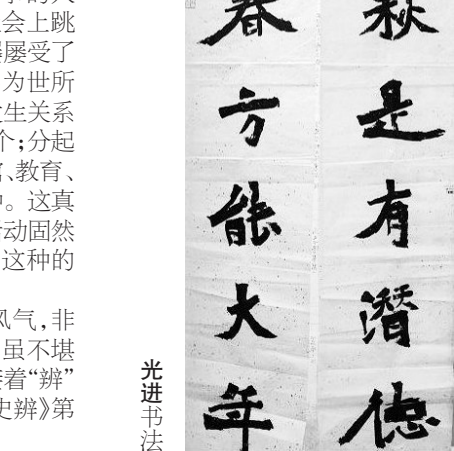 会上跳
屡受了
为世所
生关系
个；分起
、教育、
。这真
动固然
这种的
风气，非
虽不堪
着“辨”
史辨》第
光进书法
秋是有潜德
春方能大年